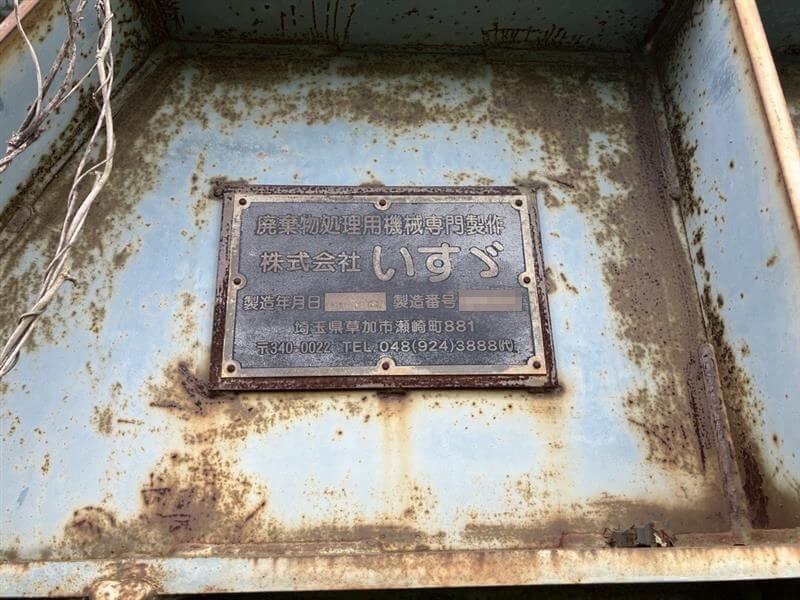 廃棄物処理用機械専門製作
株式会社 いすゞ
製造年月日 製造番号
埼玉県草加市瀬崎町881
〒340-0022 TEL.048(924)3888(代)